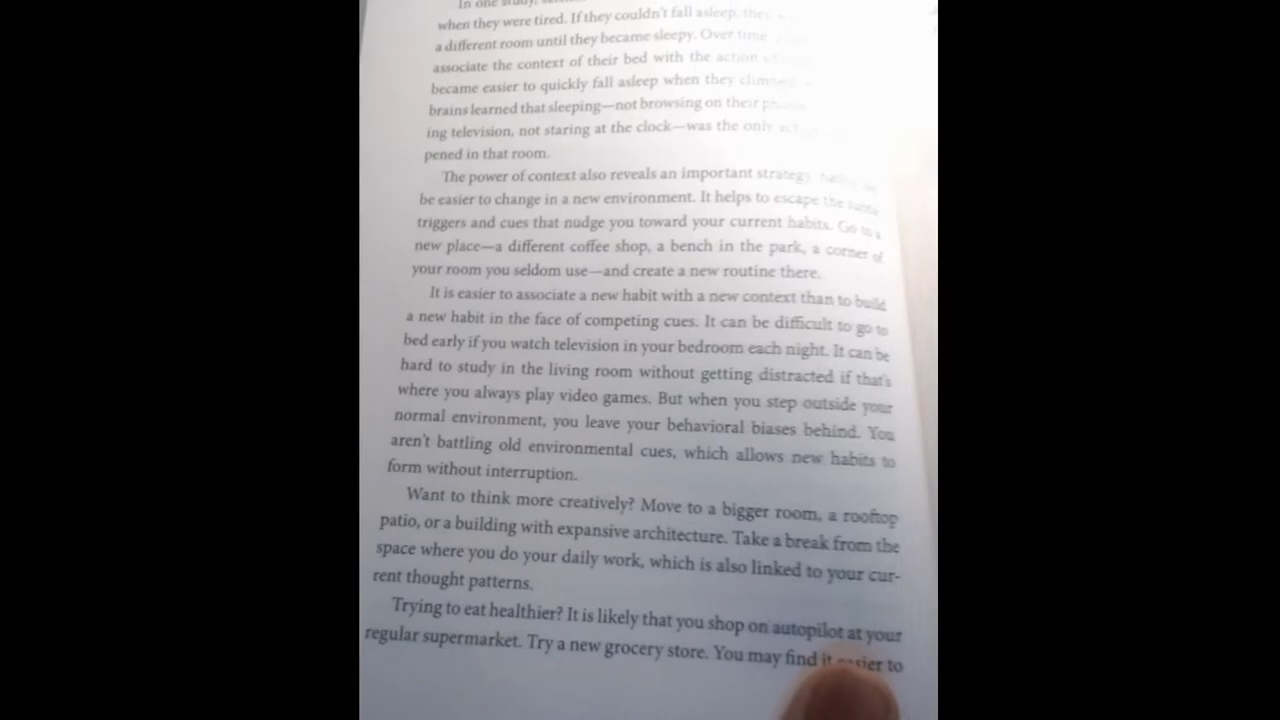 In one study,
when they were tired. If they couldn't fall asleep, they
a different room until they became sleepy. Over time
associate the context of their bed with the action
became easier to quickly fall asleep when they climbed
brains learned that sleeping—not browsing on their
ing television, not staring at the clock—was the only
pened in that room.
The power of context also reveals an important strategy
be easier to change in a new environment. It helps to escape the subtle
triggers and cues that nudge you toward your current habits. Go to a
new place—a different coffee shop, a bench in the park, a corner of
your room you seldom use—and create a new routine there.
It is easier to associate a new habit with a new context than to build
a new habit in the face of competing cues. It can be difficult to go to
bed early if you watch television in your bedroom each night. It can be
hard to study in the living room without getting distracted if that's
where you always play video games. But when you step outside your
normal environment, you leave your behavioral biases behind. You
aren't battling old environmental cues, which allows new habits to
form without interruption.
Want to think more creatively? Move to a bigger room, a rooftop
patio, or a building with expansive architecture. Take a break from the
space where you do your daily work, which is also linked to your cur-
rent thought patterns.
Trying to eat healthier? It is likely that you shop on autopilot at your
regular supermarket. Try a new grocery store. You may find it easier to